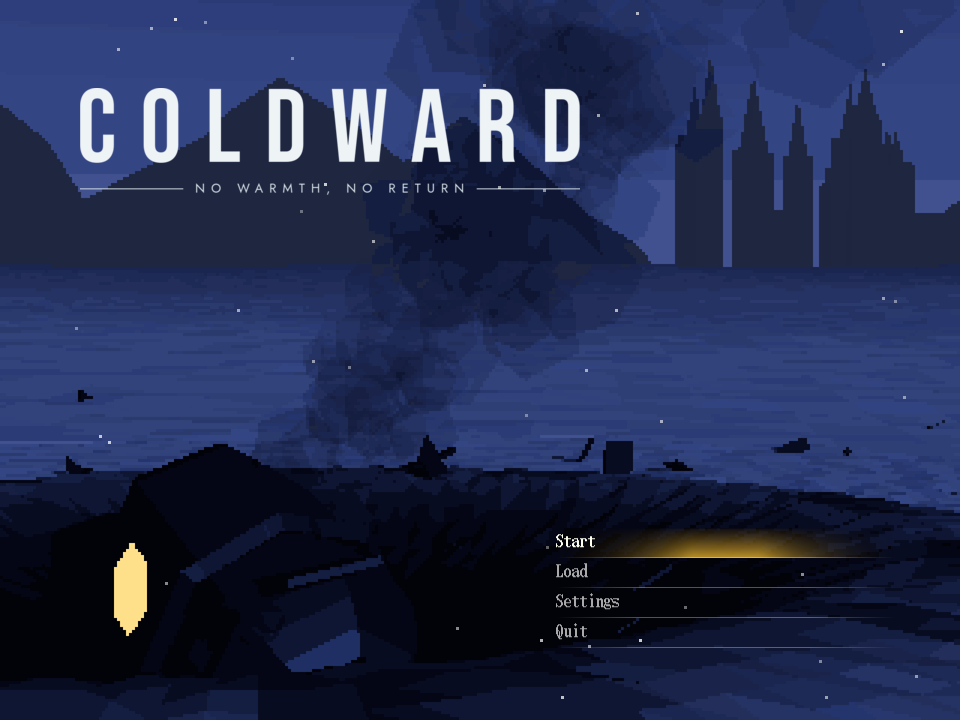 COLDWARD
NO WARMTH, NO RETURN
Start
Load
Settings
Quit